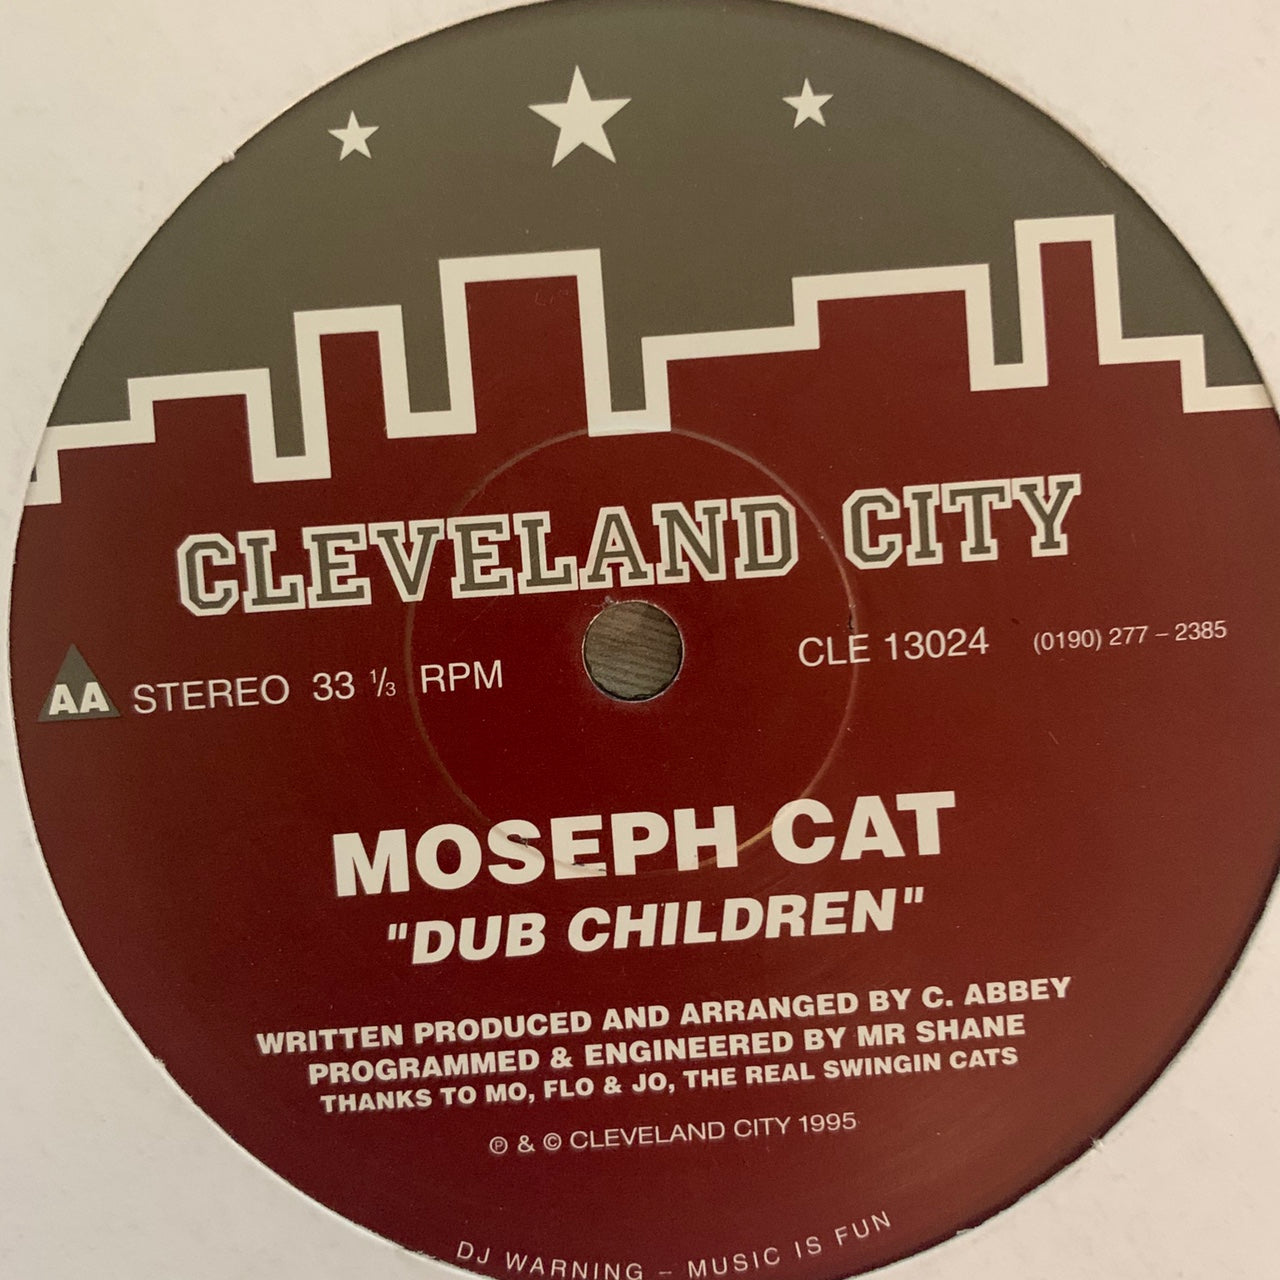 CLEVELAND CITY
AA STEREO 33 1/3 RPM
CLE 13024 (0190) 277 – 2385
MOSEPH CAT
"DUB CHILDREN"
WRITTEN PRODUCED AND ARRANGED BY C. ABBEY
PROGRAMMED & ENGINEERED BY MR SHANE
THANKS TO MO, FLO & JO, THE REAL SWINGIN CATS
℗ & © CLEVELAND CITY 1995
DJ WARNING – MUSIC IS FUN